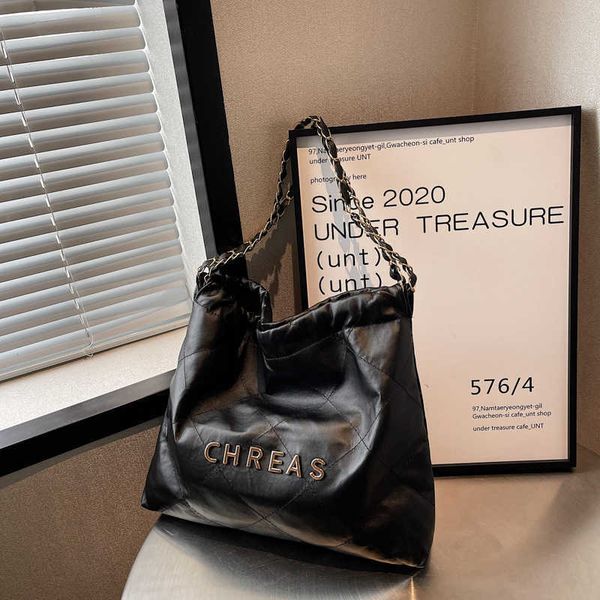 97,Namtaeryeongyet-gil,Gwacheon-si cafe_unt shop
under treasure UNT
photography here
Since 2020
UNDER TREASURE
(unt)
(unt)
576/4
97,Namtaeryeongyet-gil,
Gwacheon-si cafe_unt shop
under treasure cafe_UNT
CHREAS